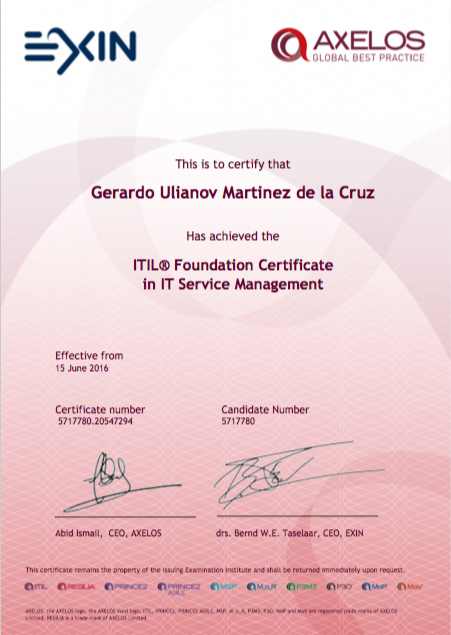 EXIN
AXELOS
GLOBAL BEST PRACTICE
This is to certify that
Gerardo Ulianov Martinez de la Cruz
Has achieved the
ITIL® Foundation Certificate
in IT Service Management
Effective from
15 June 2016
Certificate number Candidate Number
5717780.20547294 5717780
Abid Ismail, CEO, AXELOS drs. Bernd W.E. Taselaar, CEO, EXIN
This certificate remains the property of the issuing Examination Institute and shall be returned immediately upon request.
ITIL RESILIA PRINCE2 PRINCE2 AGILE MSP M_o_R P3M3 P3O MoP MoV
AXELOS, the AXELOS logo, the AXELOS swirl logo, ITIL, PRINCE2, PRINCE2 AGILE, MSP, M_o_R, P3M3, P3O, MoP and MoV are registered trade marks of AXELOS
Limited. RESILIA is a trade mark of AXELOS Limited.